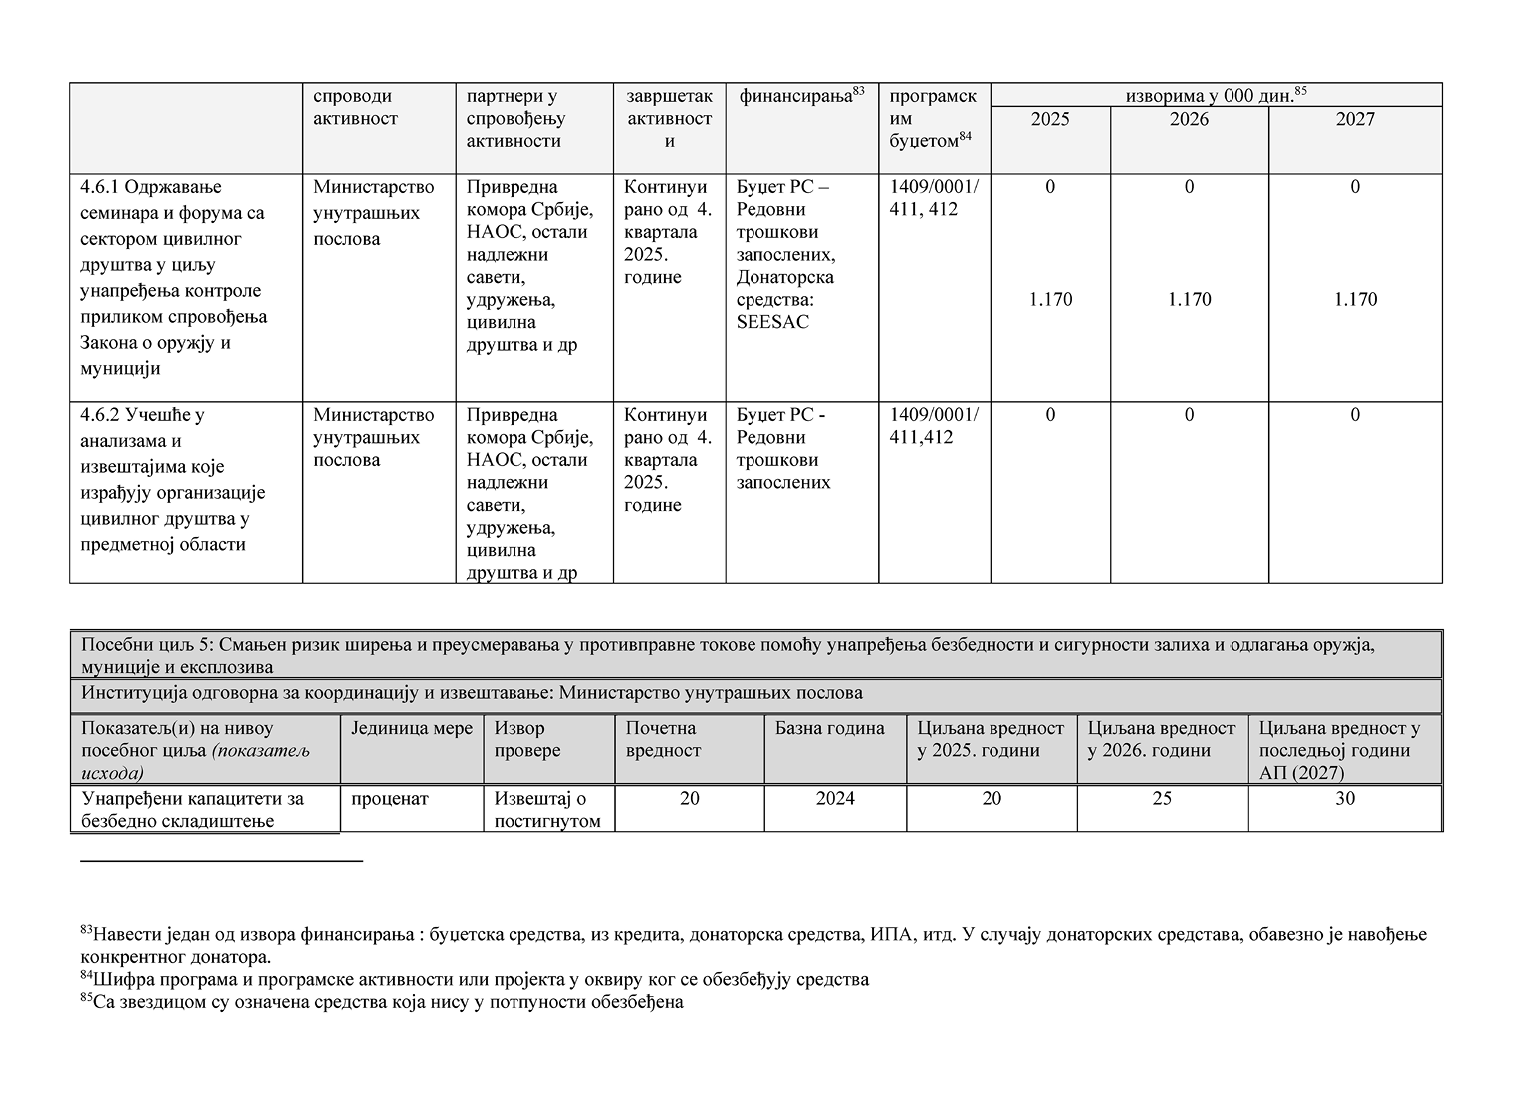 спроводи
активност
партнери у
спровођењу
активности
завршетак
активност
и
финансирања83
програмск
им
буџетом84
изворима у 000 дин.85
2025
2026
2027
4.6.1 Одржавање
семинара и форума са
сектором цивилног
друштва у циљу
унапређења контроле
приликом спровођења
Закона о оружју и
муницији
Министарство
унутрашњих
послова
Привредна
комора Србије,
НАОС, остали
надлежни
савети,
удружења,
цивилна
друштва и др
Континуи
рано од 4.
квартала
2025.
године
Буџет РС –
Редовни
трошкови
запослених,
Донаторска
средства:
SEESAC
1409/0001/
411, 412
0
1.170
0
1.170
0
1.170
4.6.2 Учешће у
анализама и
извештајима које
израђују организације
цивилног друштва у
предметној области
Министарство
унутрашњих
послова
Привредна
комора Србије,
НАОС, остали
надлежни
савети,
удружења,
цивилна
друштва и др
Континуи
рано од 4.
квартала
2025.
године
Буџет РС -
Редовни
трошкови
запослених
1409/0001/
411,412
0
0
0
Посебни циљ 5: Смањен ризик ширења и преусмеравања у противправне токове помоћу унапређења безбедности и сигурности залиха и одлагања оружја,
муниције и експлозива
Институција одговорна за координацију и извештавање: Министарство унутрашњих послова
Показатељ(и) на нивоу
посебног циља (показатељ
исхода)
Јединица мере
Извор
провере
Почетна
вредност
Базна година
Циљана вредност
у 2025. години
Циљана вредност
у 2026. години
Циљана вредност у
последњој години
АП (2027)
Унапређени капацитети за
безбедно складиштење
проценат
Извештај о
постигнутом
20
2024
20
25
30
83Навести један од извора финансирања : буџетска средства, из кредита, донаторска средства, ИПА, итд. У случају донаторских средстава, обавезно је навођење
конкретног донатора.
84Шифра програма и програмске активности или пројекта у оквиру ког се обезбеђују средства
85Са звездицом су означена средства која нису у потпуности обезбеђена